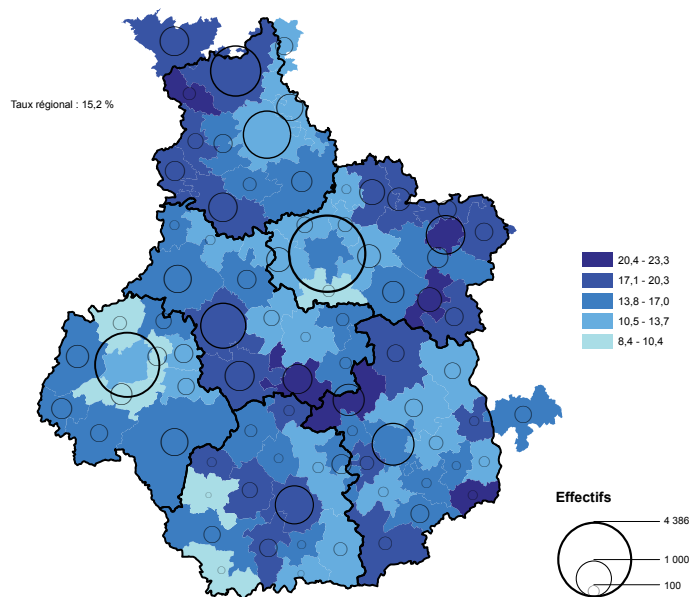 Taux régional : 15,2 %
20,4 - 23,3
17,1 - 20,3
13,8 - 17,0
10,5 - 13,7
8,4 - 10,4
Effectifs
4 386
1 000
100